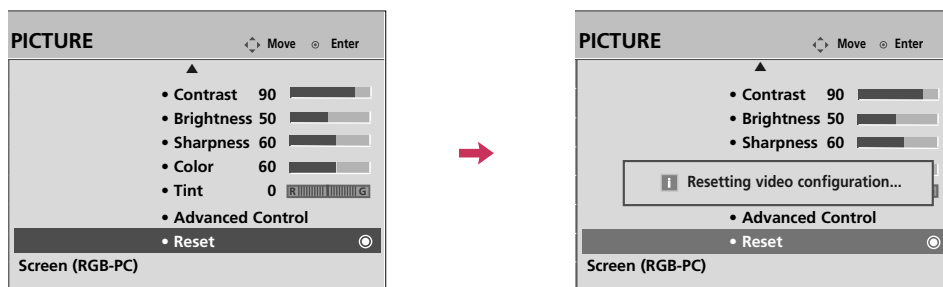 PICTURE Move Enter
• Contrast 90
• Brightness 50
• Sharpness 60
• Color 60
• Tint 0 R G
• Advanced Control
• Reset
Screen (RGB-PC)
PICTURE Move Enter
• Contrast 90
• Brightness 50
• Sharpness 60
i Resetting video configuration...
• Advanced Control
• Reset
Screen (RGB-PC)